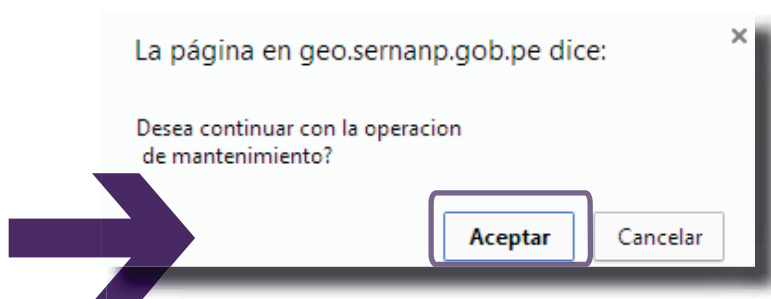 La página en geo.sernanp.gob.pe dice:
Desea continuar con la operacion
de mantenimiento?
Aceptar Cancelar